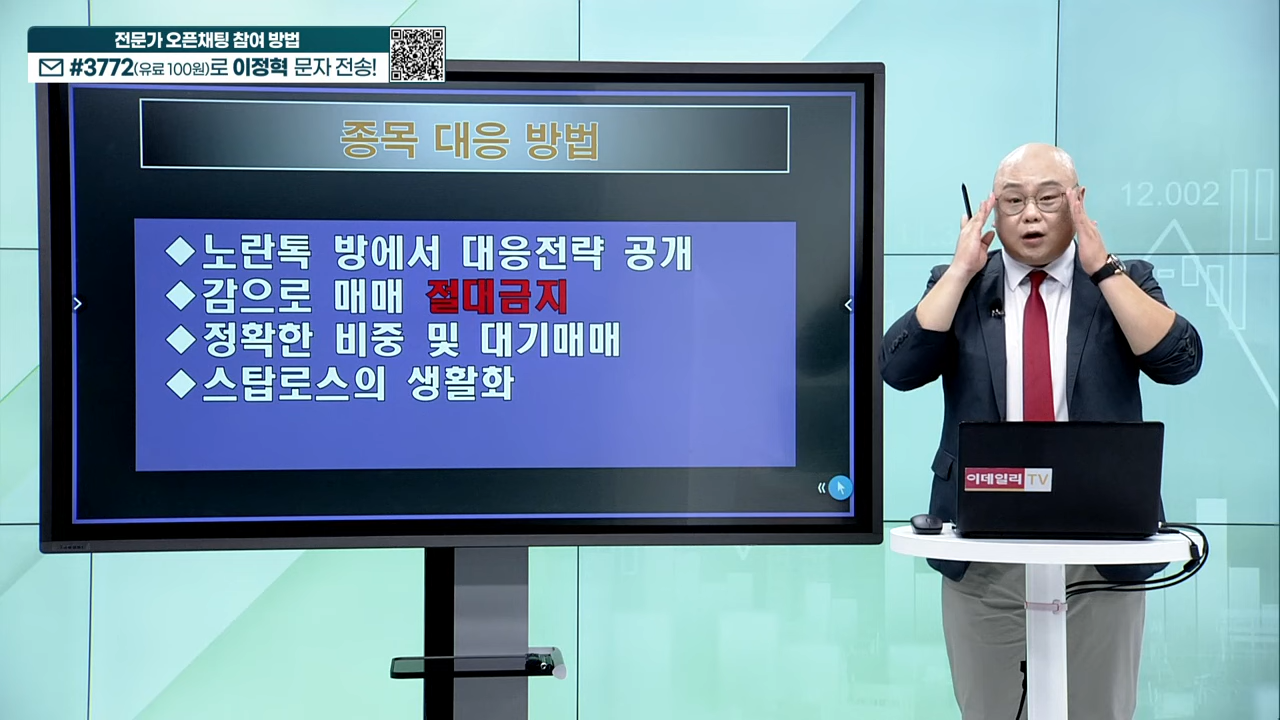 전문가 오픈채팅 참여 방법
#3772(유료 100원)로 이정혁 문자 전송!
종목 대응 방법
◆노란톡 방에서 대응전략 공개
◆감으로 매매 절대금지
◆정확한 비중 및 대기매매
◆스탑로스의 생활화
12.002
이데일리 TV